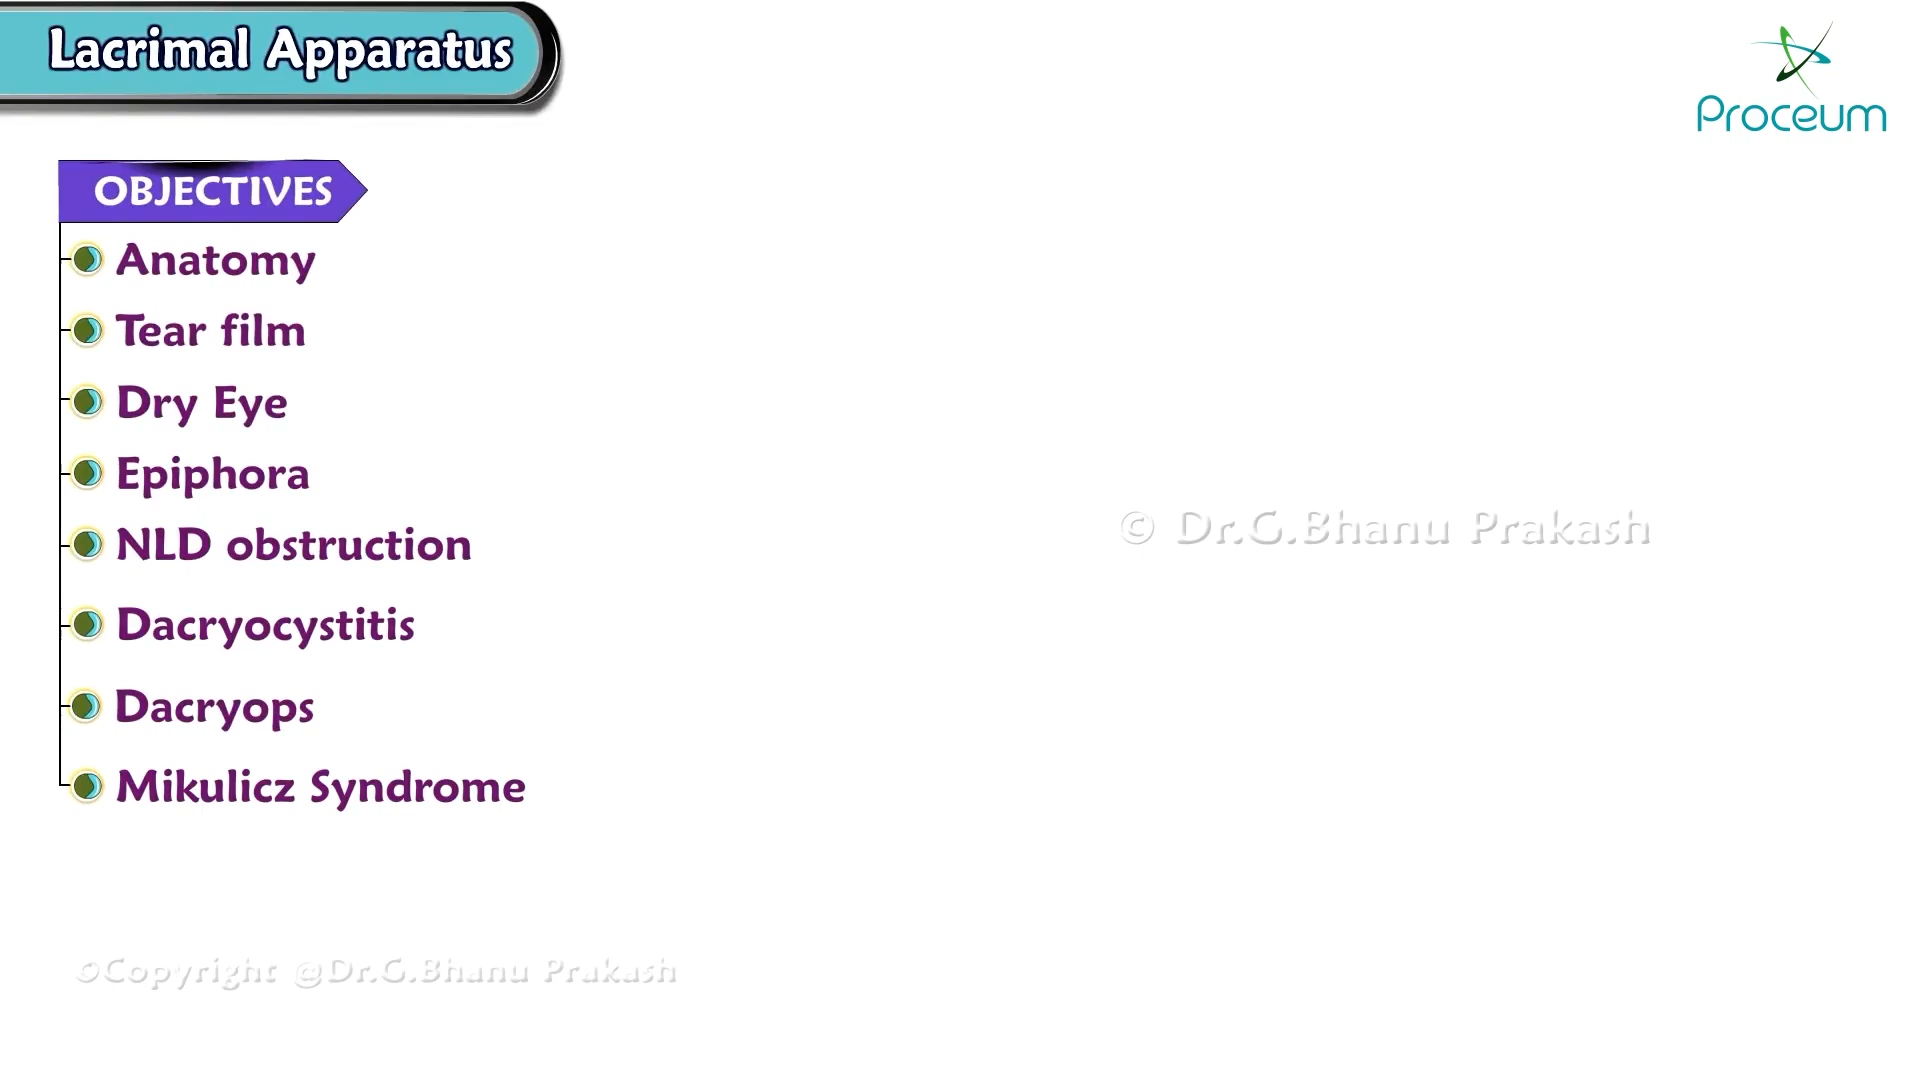 Lacrimal Apparatus
Proceum
OBJECTIVES
Anatomy
Tear film
Dry Eye
Epiphora
NLD obstruction
© Dr.G.Bhanu Prakash
Dacryocystitis
Dacryops
Mikulicz Syndrome
©Copyright @Dr.G.Bhanu Prakash